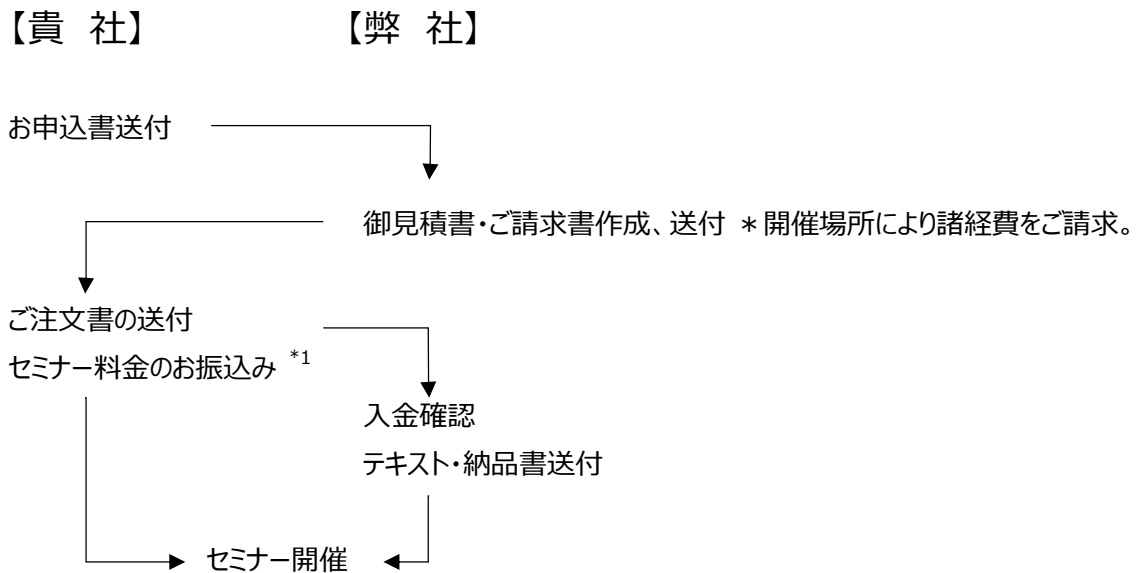 【貴 社】 【弊 社】
お申込書送付
御見積書・ご請求書作成、送付 ＊開催場所により諸経費をご請求。
ご注文書の送付
セミナー料金のお振込み *1
入金確認
テキスト・納品書送付
セミナー開催